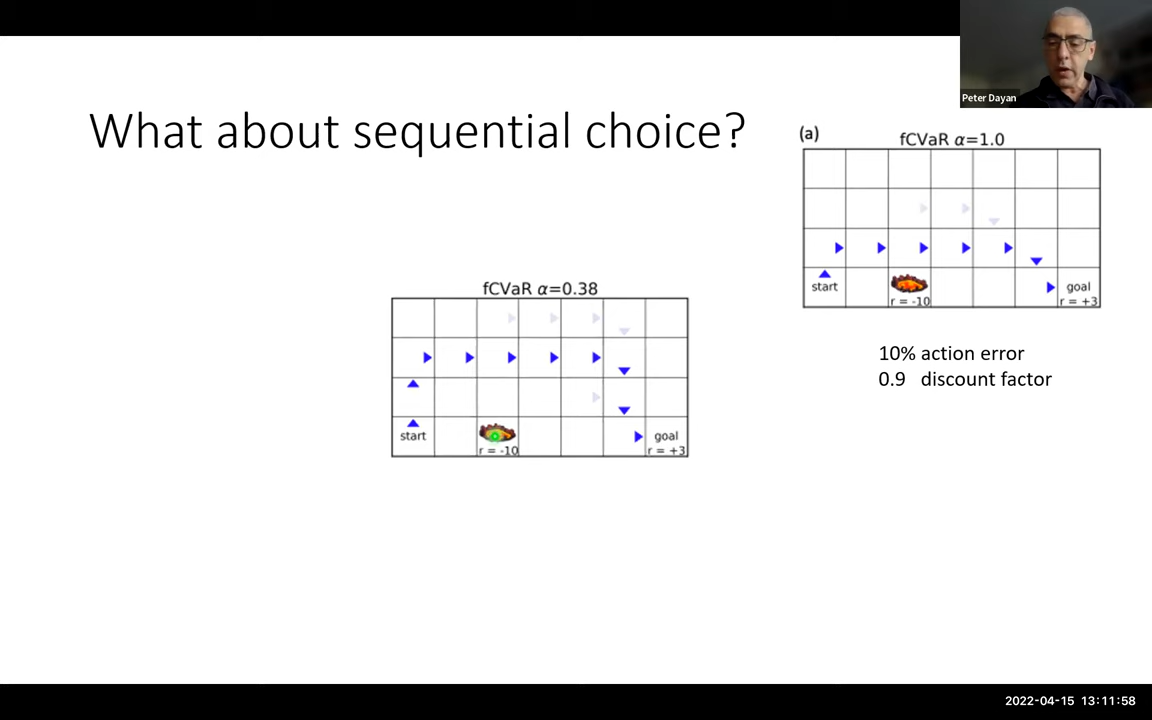 Peter Dayan
What about sequential choice?
(a)
fCVaR α=1.0
start
r = -10
goal
r = +3
10% action error
0.9 discount factor
fCVaR α=0.38
start
r = -10
goal
r = +3
2022-04-15 13:11:58